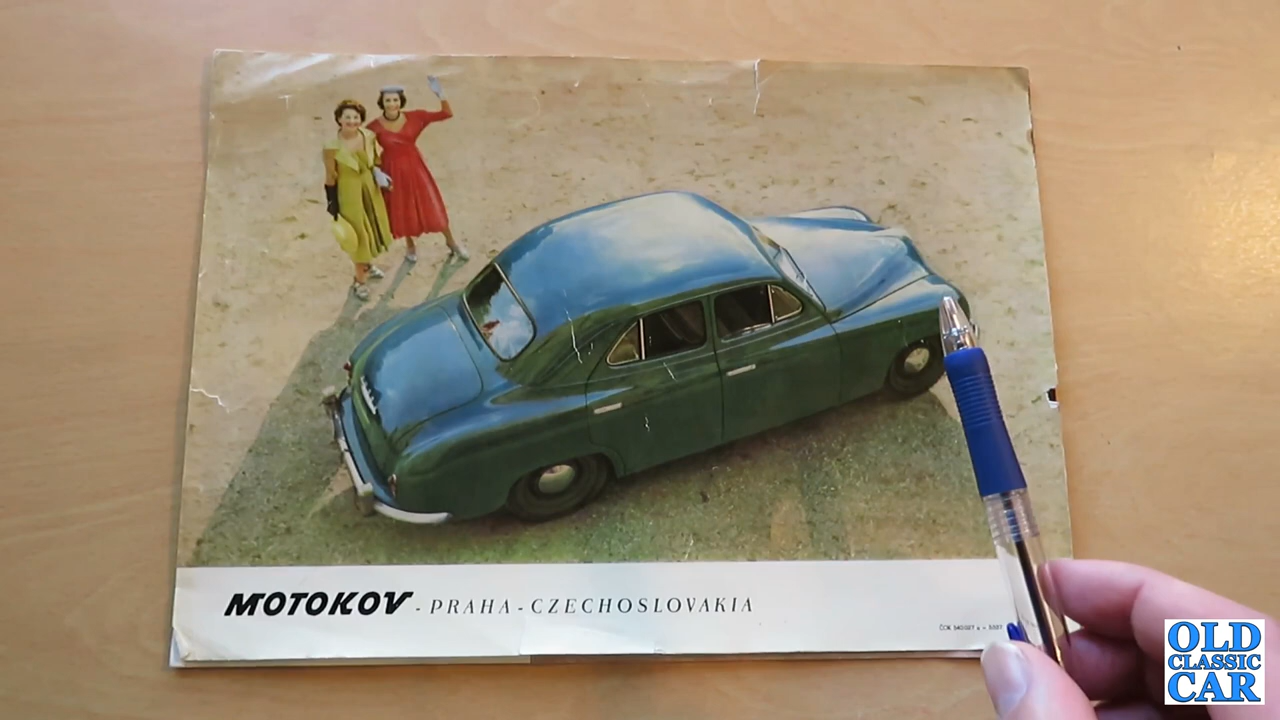 MOTOKOV - PRAHA - CZECHOSLOVAKIA
OLD
CLASSIC
CAR